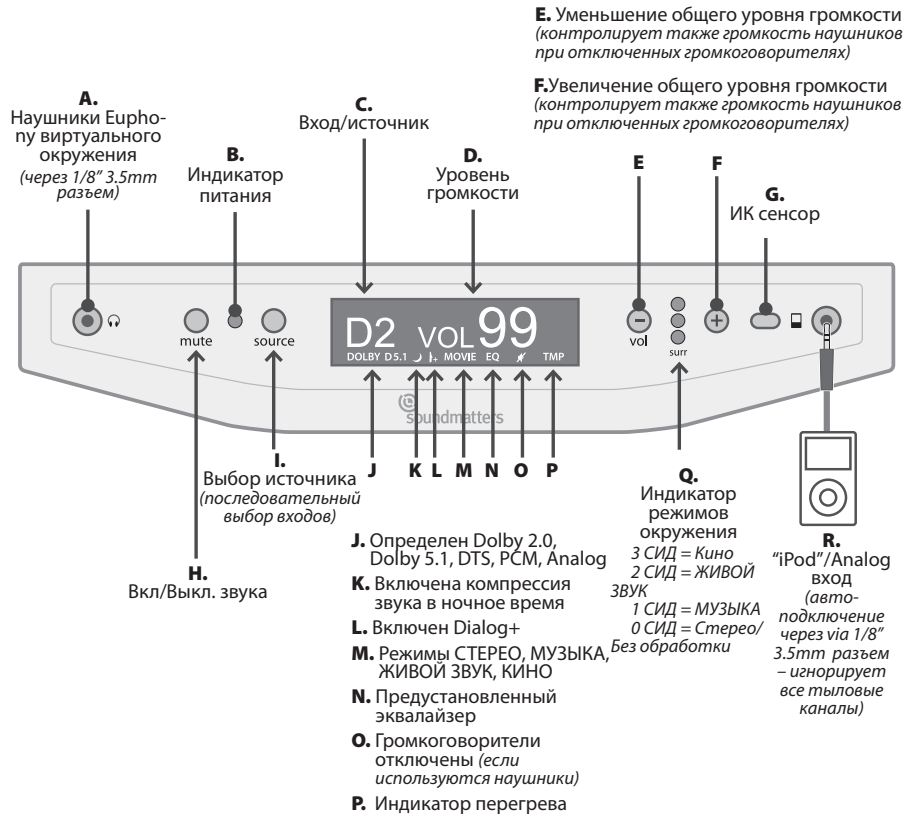 E. Уменьшение общего уровня громкости
(контролирует также громкость наушников
при отключенных громкоговорителях)
F.Увеличение общего уровня громкости
(контролирует также громкость наушников
при отключенных громкоговорителях)
A.
Наушники Eupho-
ny виртуального
окружения
(через 1/8” 3.5mm
разъем)
B.
Индикатор
питания
C.
Вход/источник
D.
Уровень
громкости
E
F
G.
ИК сенсор
mute
source
D2 VOL 99
DOLBY D 5.1 MOVIE EQ TMP
vol
surr
soundmatters
J K L M N O P
I.
Выбор источника
(последовательный
выбор входов)
H.
Вкл/Выкл. звука
J. Определен Dolby 2.0,
Dolby 5.1, DTS, PCM, Analog
K. Включена компрессия
звука в ночное время
L. Включен Dialog+
M. Режимы СТЕРЕО, МУЗЫКА,
ЖИВОЙ ЗВУК, КИНО
N. Предустановленный
эквалайзер
O. Громкоговорители
отключены (если
используются наушники)
P. Индикатор перегрева
Q.
Индикатор
режимов
окружения
3 СИД = Кино
2 СИД = ЖИВОЙ
ЗВУК
1 СИД = МУЗЫКА
0 СИД = Стерео/
Без обработки
R.
“iPod”/Analog
вход
(авто-
подключение
через via 1/8”
3.5mm разъем
– игнорирует
все тыловые
каналы)